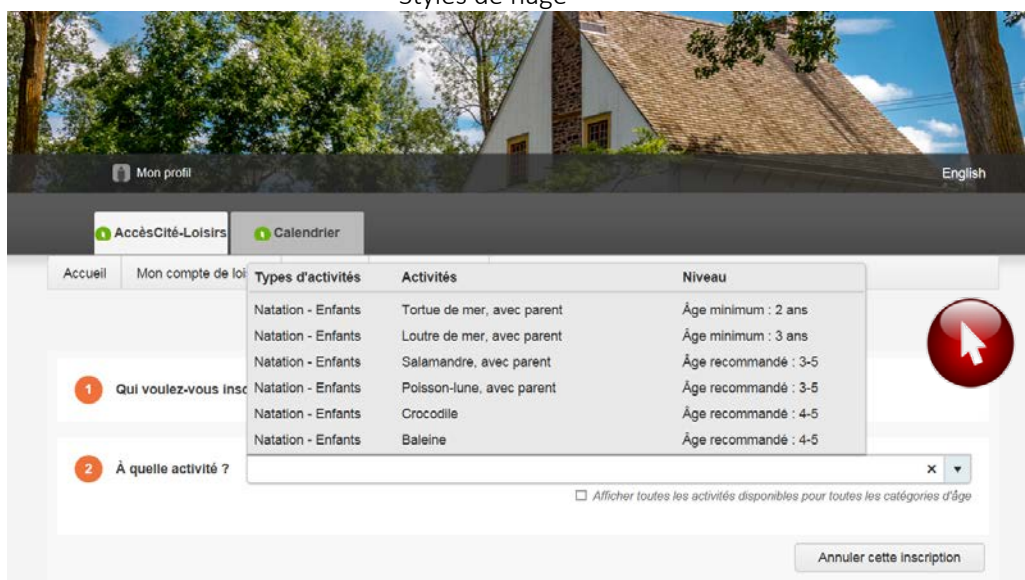 Mon profil
English
AccèsCité-Loisirs
Calendrier
Accueil Mon compte de loi
Types d'activités Activités Niveau
Natation - Enfants Tortue de mer, avec parent Âge minimum : 2 ans
Natation - Enfants Loutre de mer, avec parent Âge minimum : 3 ans
Natation - Enfants Salamandre, avec parent Âge recommandé : 3-5
Natation - Enfants Poisson-lune, avec parent Âge recommandé : 3-5
Natation - Enfants Crocodile Âge recommandé : 4-5
Natation - Enfants Baleine Âge recommandé : 4-5
1 Qui voulez-vous insc
2 À quelle activité ?
Afficher toutes les activités disponibles pour toutes les catégories d'âge
Annuler cette inscription